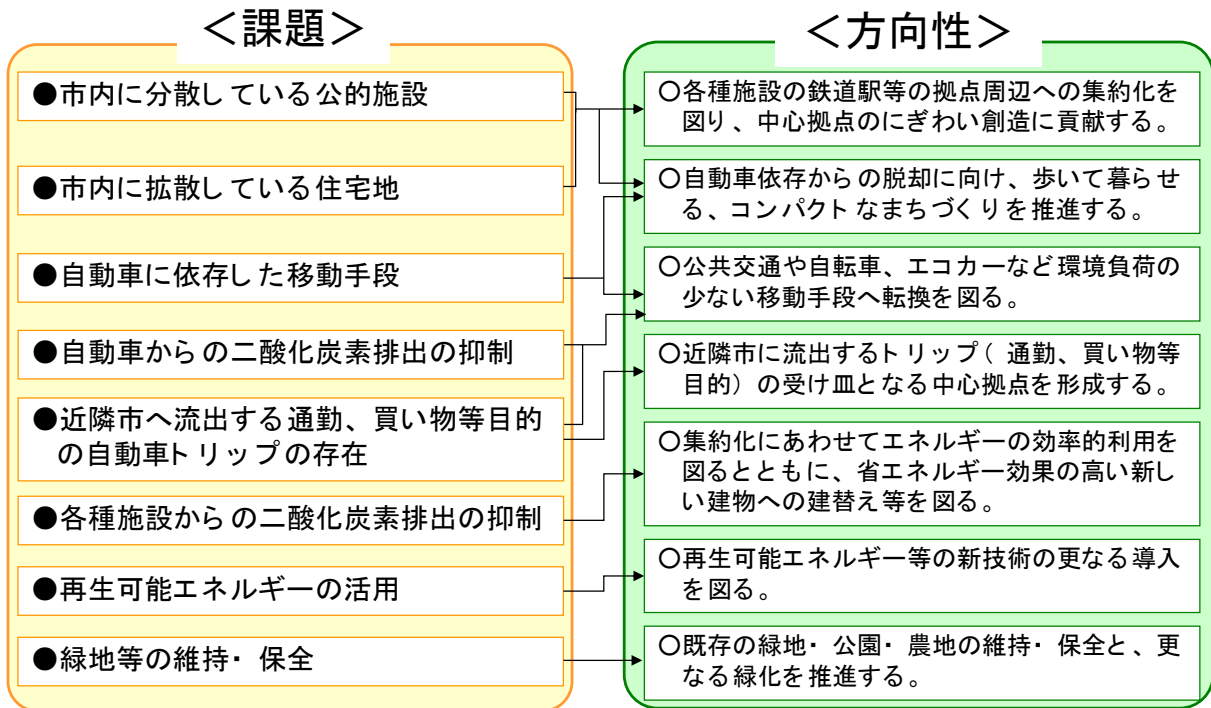 ＜課題＞
●市内に分散している公的施設
●市内に拡散している住宅地
●自動車に依存した移動手段
●自動車からの二酸化炭素排出の抑制
●近隣市へ流出する通勤、買い物等目的
の自動車トリップの存在
●各種施設からの二酸化炭素排出の抑制
●再生可能エネルギーの活用
●緑地等の維持・保全
＜方向性＞
○各種施設の鉄道駅等の拠点周辺への集約化を
図り、中心拠点のにぎわい創造に貢献する。
○自動車依存からの脱却に向け、歩いて暮らせ
る、コンパクトなまちづくりを推進する。
○公共交通や自転車、エコカーなど環境負荷の
少ない移動手段へ転換を図る。
○近隣市に流出するトリップ（通勤、買い物等
目的）の受け皿となる中心拠点を形成する。
○集約化にあわせてエネルギーの効率的利用を
図るとともに、省エネルギー効果の高い新し
い建物への建替え等を図る。
○再生可能エネルギー等の新技術の更なる導入
を図る。
○既存の緑地・公園・農地の維持・保全と、更
なる緑化を推進する。